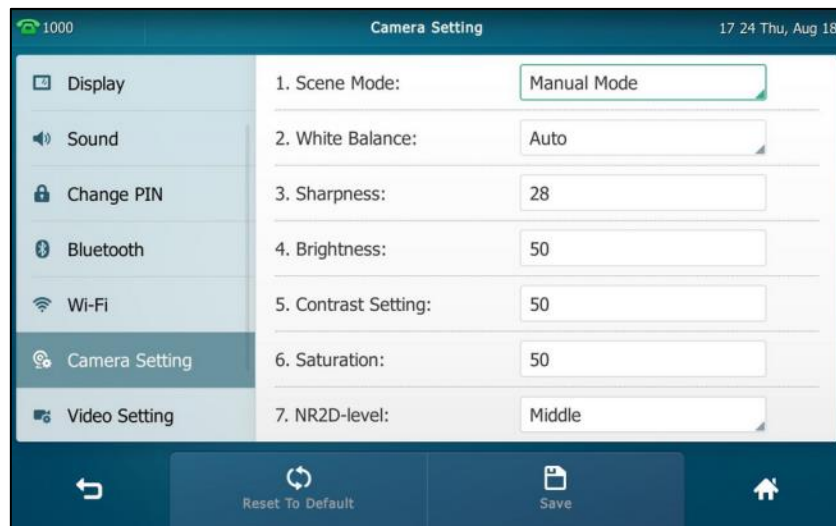 1000 Camera Setting 17 24 Thu, Aug 18
Display
Sound
Change PIN
Bluetooth
Wi-Fi
Camera Setting
Video Setting
1. Scene Mode: Manual Mode
2. White Balance: Auto
3. Sharpness: 28
4. Brightness: 50
5. Contrast Setting: 50
6. Saturation: 50
7. NR2D-level: Middle
Reset To Default
Save